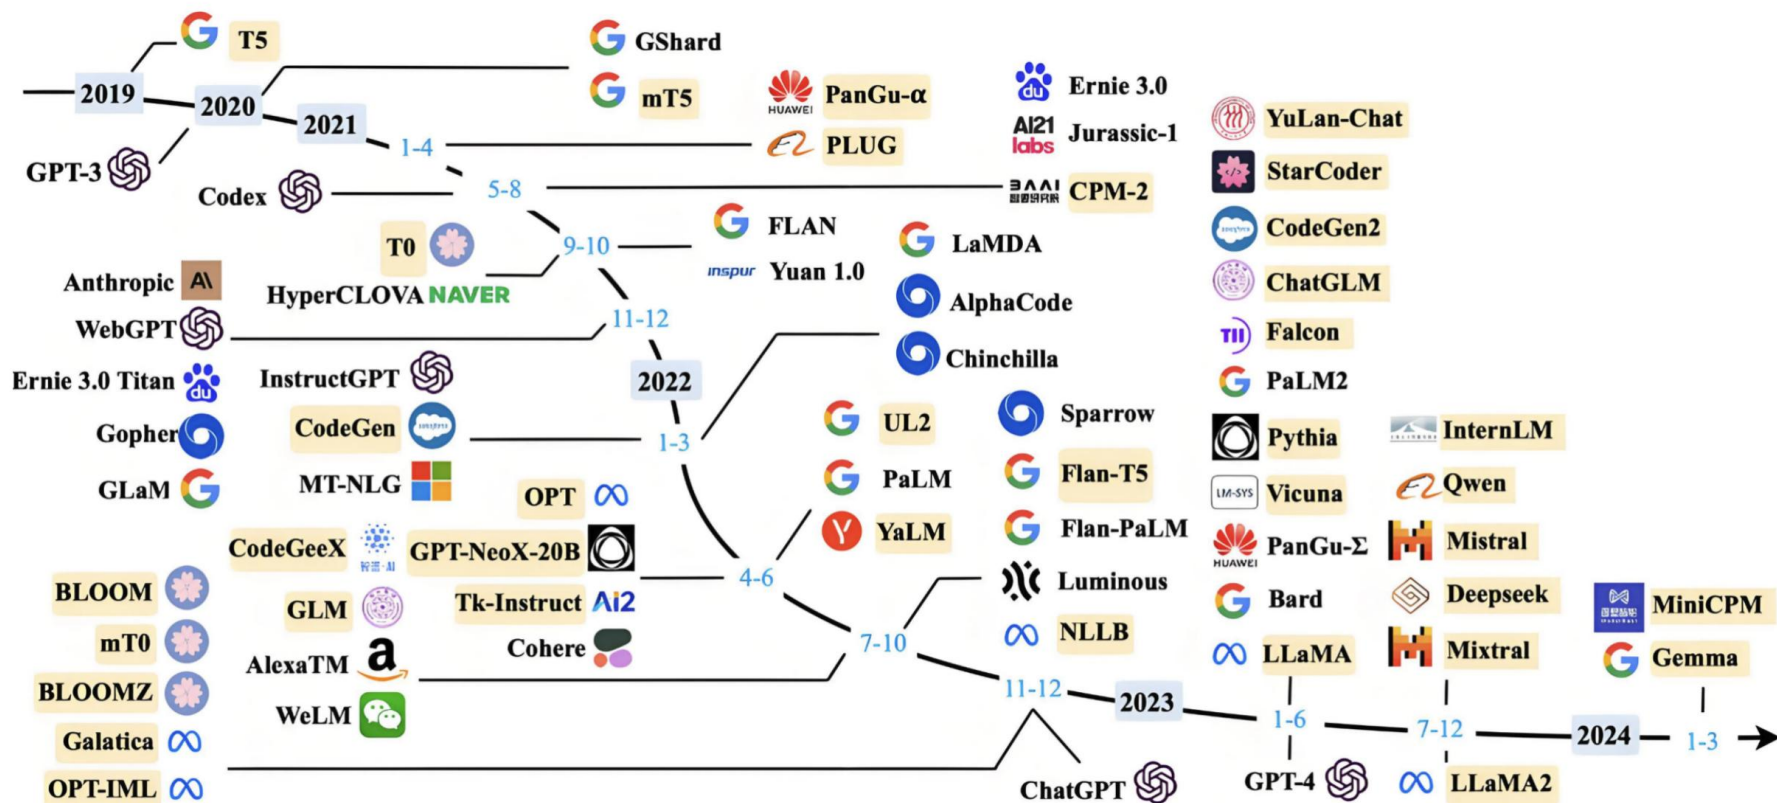 2019
T5
2020
GPT-3
GShard
mT5
2021
1-4
HUAWEI
PanGu-α
PLUG
Codex
5-8
du
Ernie 3.0
AI21
labs
Jurassic-1
BAAI
CPM-2
T0
HyperCLOVA NAVER
9-10
FLAN
inspur
Yuan 1.0
Anthropic
A\
WebGPT
Ernie 3.0 Titan
du
Gopher
GLaM
11-12
2022
InstructGPT
CodeGen
MT-NLG
1-3
LaMDA
AlphaCode
Chinchilla
OPT
CodeGeeX
GPT-NeoX-20B
GLM
Tk-Instruct
Ai2
Cohere
4-6
UL2
PaLM
YaLM
AlexaTM
a
WeLM
7-10
Sparrow
Flan-T5
Flan-PaLM
Luminous
NLLB
BLOOM
mT0
BLOOMZ
Galatica
OPT-IML
11-12
ChatGPT
2023
YuLan-Chat
StarCoder
CodeGen2
ChatGLM
TII
Falcon
PaLM2
Pythia
LM-SYS
Vicuna
HUAWEI
PanGu-Σ
Bard
LLaMA
1-6
GPT-4
InternLM
Qwen
Mistral
Deepseek
Mixtral
7-12
LLaMA2
2024
MiniCPM
Gemma
1-3